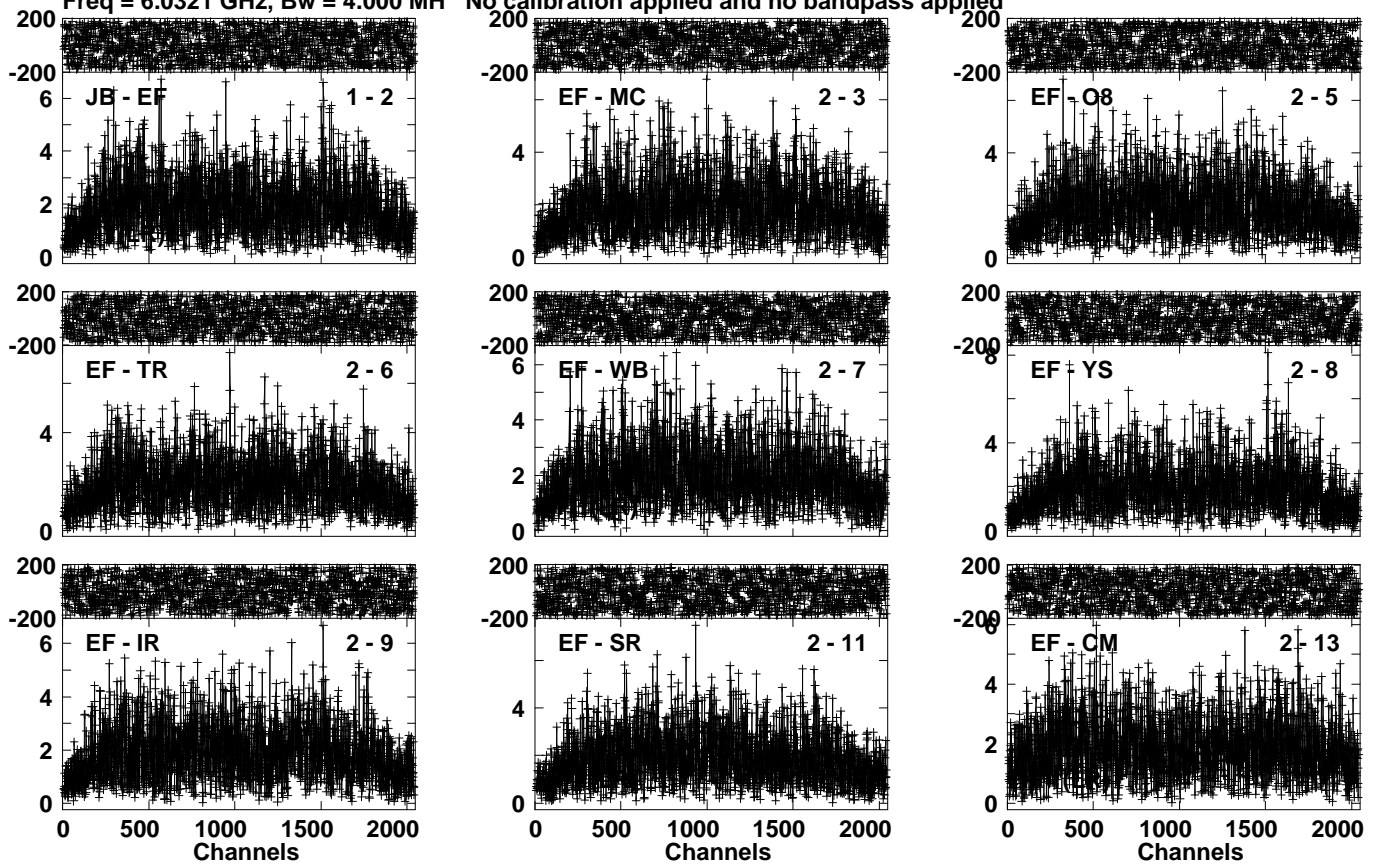 Freq = 6.0321 GHz, Bw = 4.000 MH No calibration applied and no bandpass applied
200 200 200
-200 -200 -200
JB - EF 1 - 2 EF - MC 2 - 3 EF - O8 2 - 5
6
4 4 4
2
0 0 0
200 200 200
-200 -200 -200
EF - TR 2 - 6 EF - WB 2 - 7 EF - YS 2 - 8
6 8
4 4 4
2
0 0 0
200 200 200
-200 -200 -200
EF - IR 2 - 9 EF - SR 2 - 11 EF - CM 2 - 13
6 6
4 4 4
2 2
0 0 0
0 500 1000 1500 2000 0 500 1000 1500 2000 0 500 1000 1500 2000
Channels Channels Channels